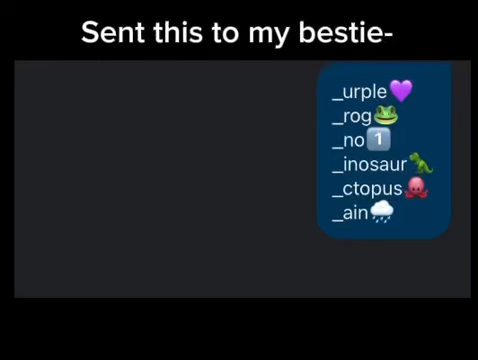 Sent this to my bestie-
_urple💜
_rog🐸
_no1️⃣
_inosaur🦖
_ctopus🐙
_ain🌧️